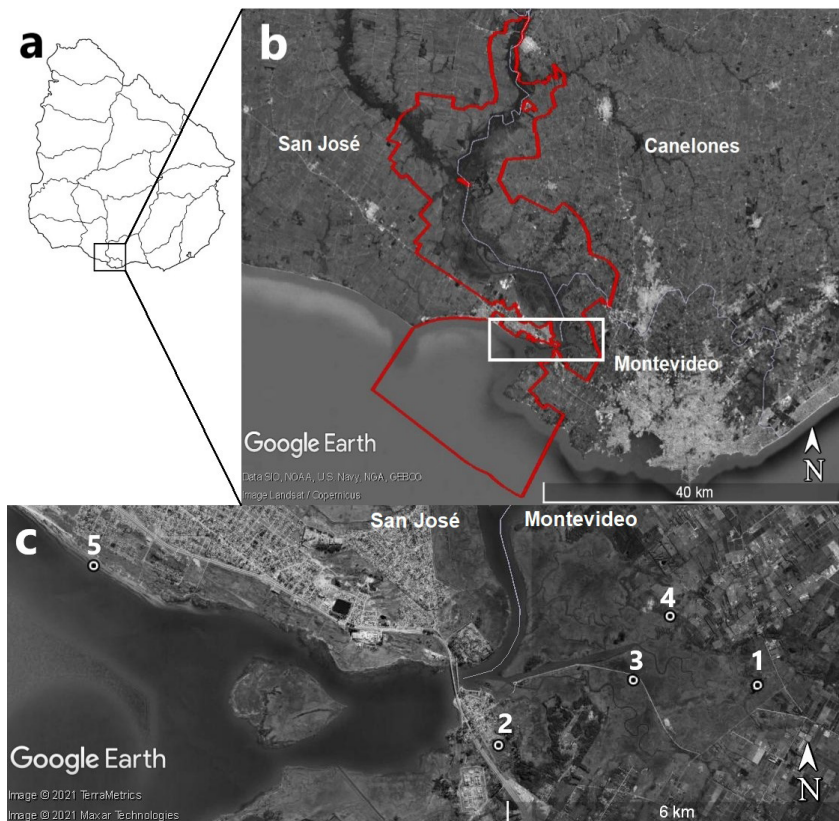 a
b
San José
Canelones
Montevideo
Google Earth
Data SIO, NOAA, U.S. Navy, NGA, GEBCO
Image Landsat / Copernicus
N
40 km
c
San José
Montevideo
5
4
3
1
2
Google Earth
N
Image © 2021 TerraMetrics
Image © 2021 Maxar Technologies
6 km